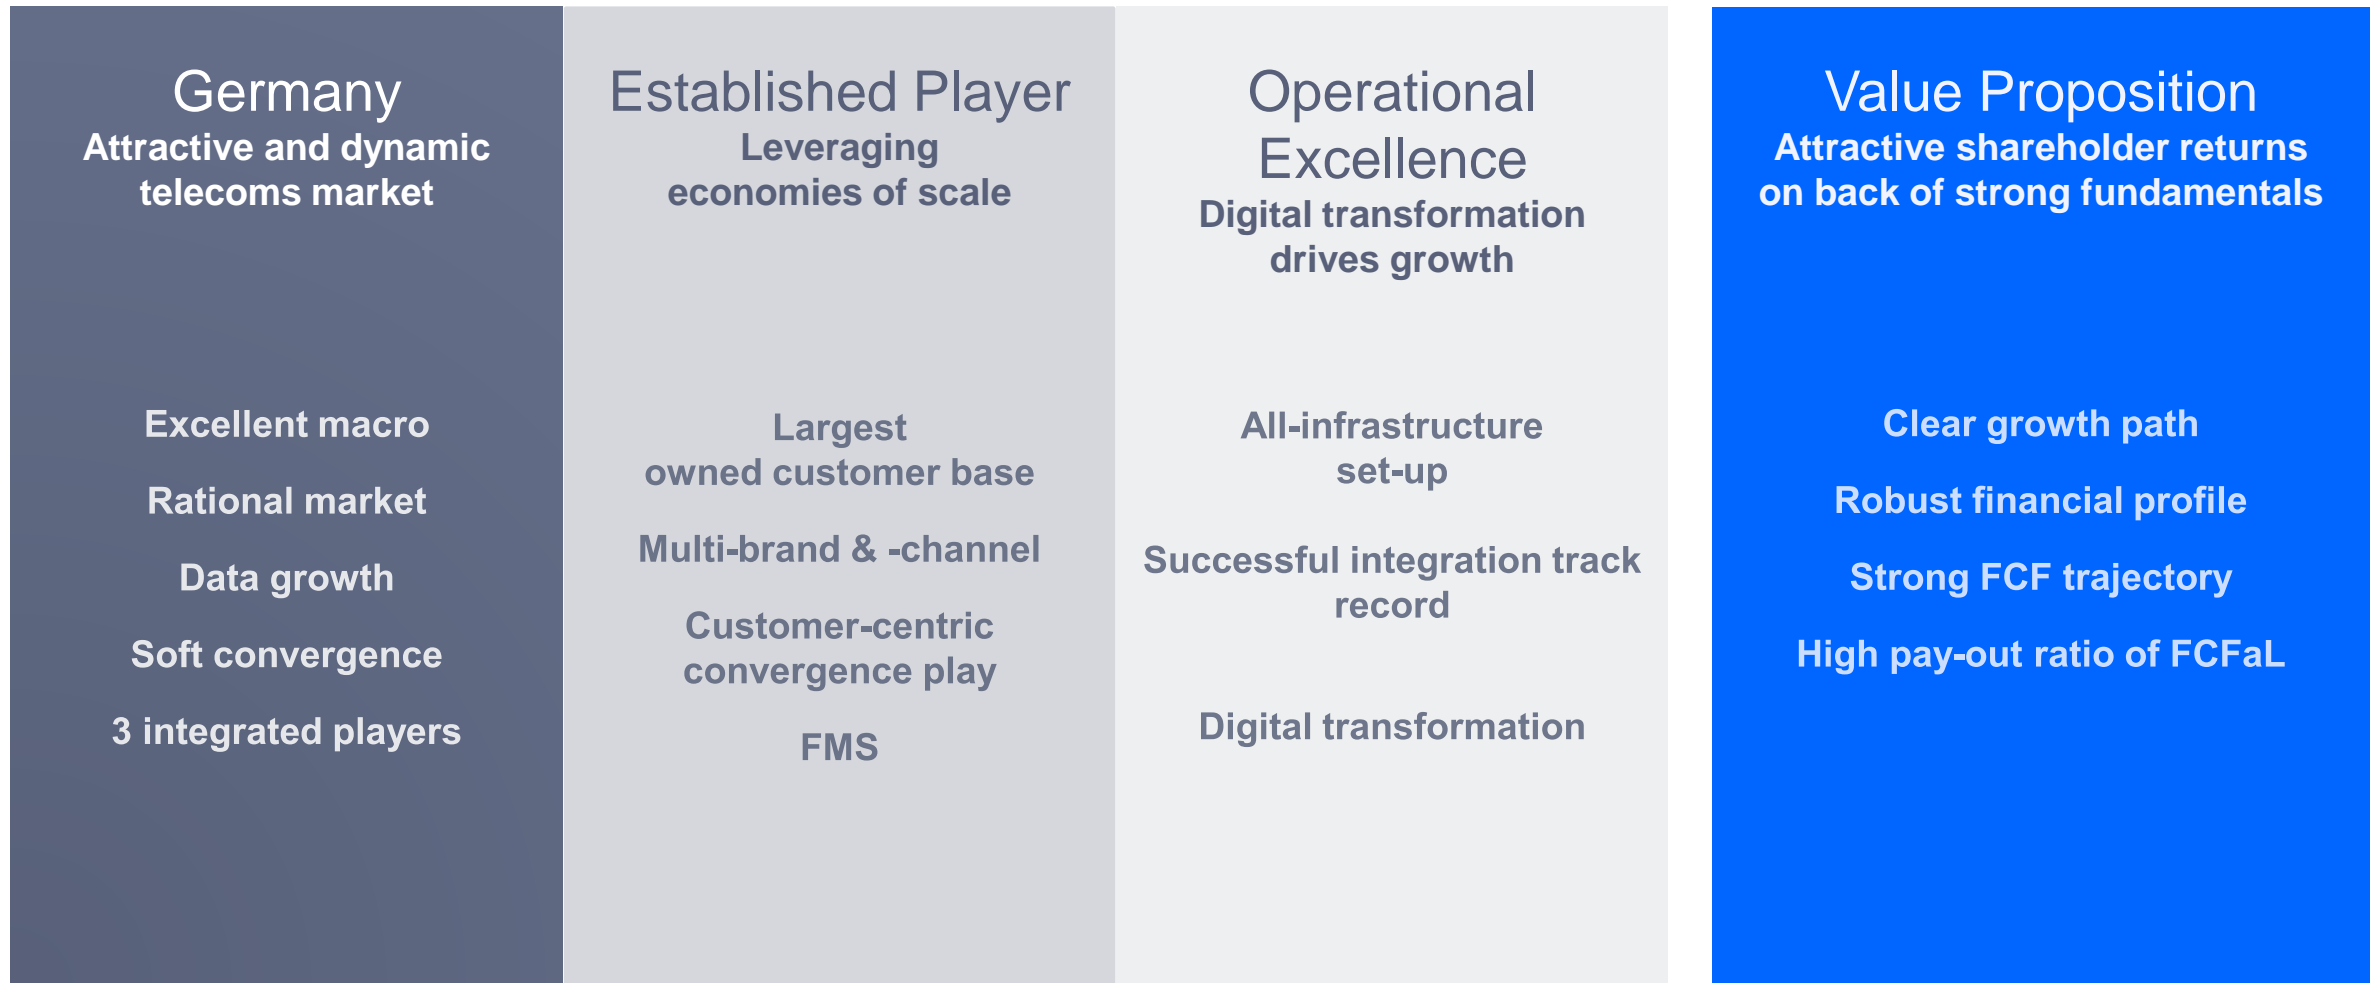 Germany
Attractive and dynamic
telecoms market
Excellent macro
Rational market
Data growth
Soft convergence
3 integrated players
Established Player
Leveraging
economies of scale
Largest
owned customer base
Multi-brand & -channel
Customer-centric
convergence play
FMS
Operational
Excellence
Digital transformation
drives growth
All-infrastructure
set-up
Successful integration track
record
Digital transformation
Value Proposition
Attractive shareholder returns
on back of strong fundamentals
Clear growth path
Robust financial profile
Strong FCF trajectory
High pay-out ratio of FCFaL